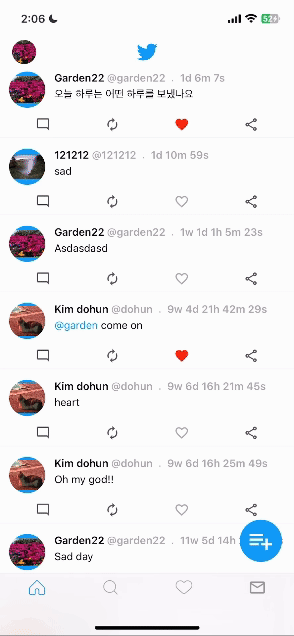 2:06
52
Garden22 @garden22 . 1d 6m 7s
오늘 하루는 어떤 하루를 보냈나요
121212 @121212 . 1d 10m 59s
sad
Garden22 @garden22 . 1w 1d 1h 5m 23s
Asdasdasd
Kim dohun @dohun . 9w 4d 21h 42m 29s
@garden come on
Kim dohun @dohun . 9w 6d 16h 21m 45s
heart
Kim dohun @dohun . 9w 6d 16h 25m 49s
Oh my god!!
Garden22 @garden22 . 11w 5d 14h
Sad day